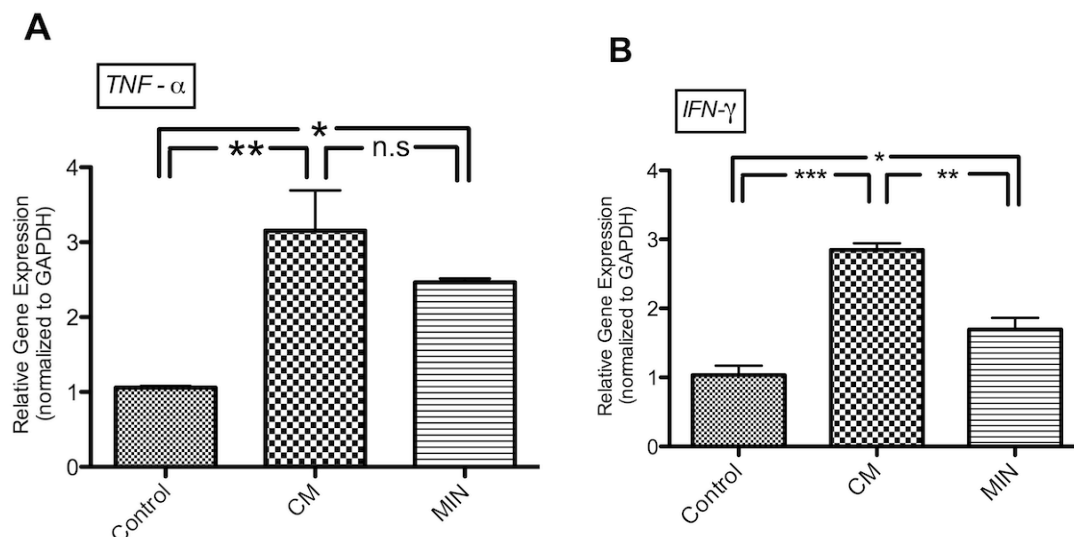 A
TNF - α
*
**
n.s
4
3
2
1
0
Relative Gene Expression
(normalized to GAPDH)
Control
CM
MIN
B
IFN-γ
*
***
**
4
3
2
1
0
Relative Gene Expression
(normalized to GAPDH)
Control
CM
MIN